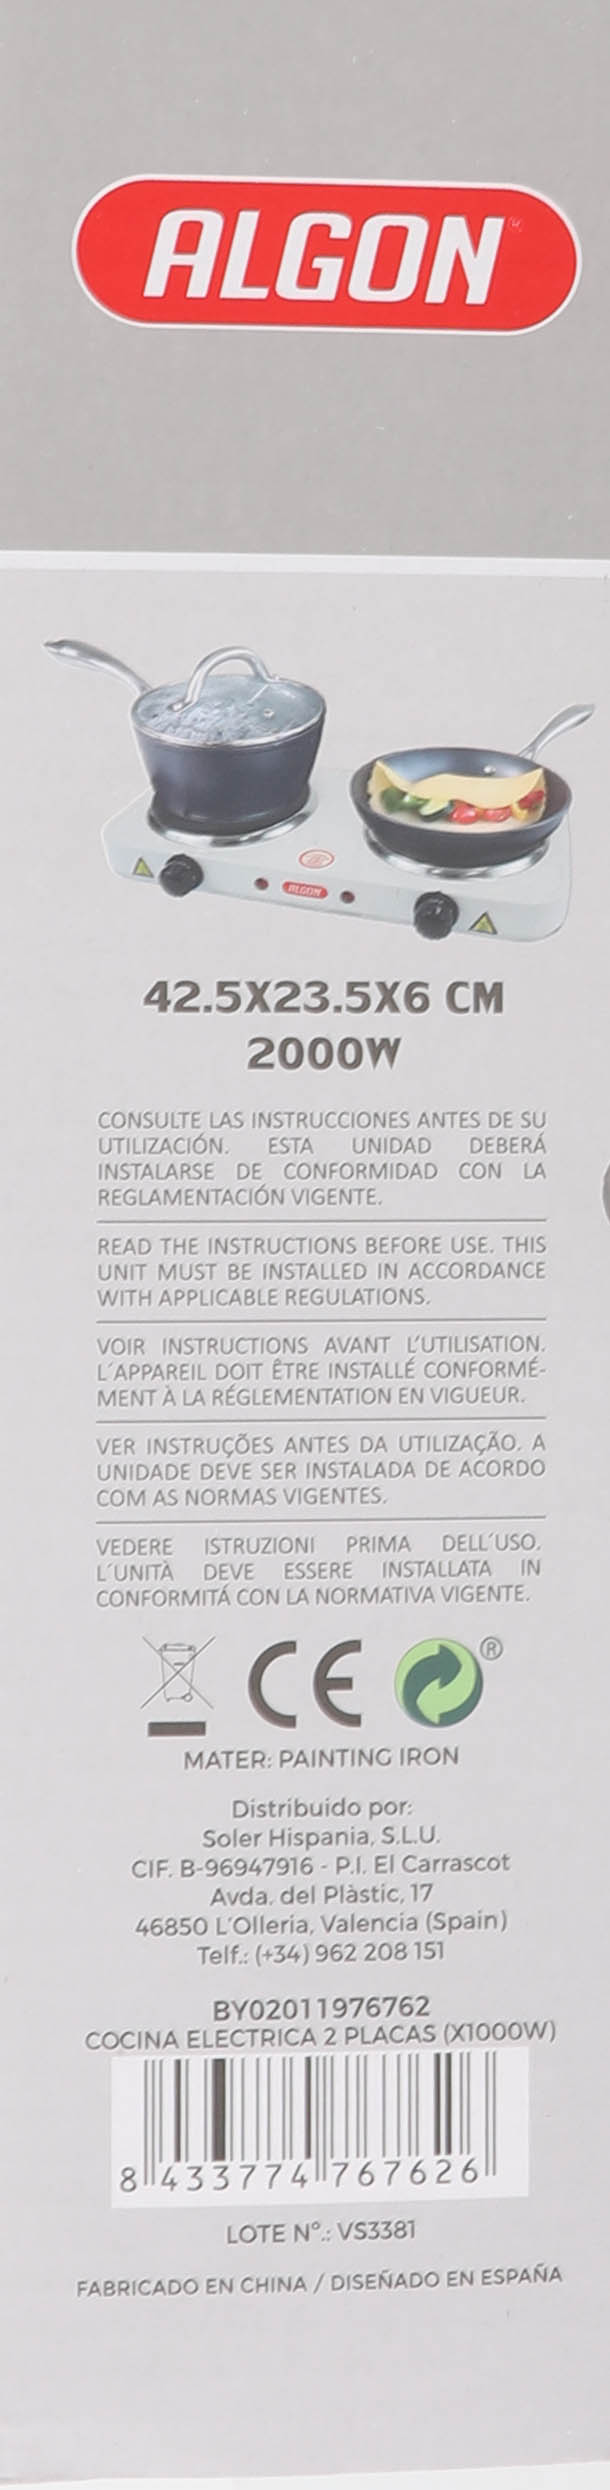 ALGON
ALGON
42.5X23.5X6 CM
2000W
CONSULTE LAS INSTRUCCIONES ANTES DE SU
UTILIZACIÓN. ESTA UNIDAD DEBERÁ
INSTALARSE DE CONFORMIDAD CON LA
REGLAMENTACIÓN VIGENTE.
READ THE INSTRUCTIONS BEFORE USE. THIS
UNIT MUST BE INSTALLED IN ACCORDANCE
WITH APPLICABLE REGULATIONS.
VOIR INSTRUCTIONS AVANT L'UTILISATION.
L´APPAREIL DOIT ÊTRE INSTALLÉ CONFORMÉ-
MENT À LA RÉGLEMENTATION EN VIGUEUR.
VER INSTRUÇÕES ANTES DA UTILIZAÇÃO. A
UNIDADE DEVE SER INSTALADA DE ACORDO
COM AS NORMAS VIGENTES.
VEDERE ISTRUZIONI PRIMA DELL´USO.
L´UNITÀ DEVE ESSERE INSTALLATA IN
CONFORMITÁ CON LA NORMATIVA VIGENTE.
CE ®
MATER: PAINTING IRON
Distribuido por:
Soler Hispania, S.L.U.
CIF. B-96947916 - P.I. El Carrascot
Avda. del Plàstic, 17
46850 L'Olleria, Valencia (Spain)
Telf.: (+34) 962 208 151
BY02011976762
COCINA ELECTRICA 2 PLACAS (X1000W)
8 433774 767626
LOTE Nº.: VS3381
FABRICADO EN CHINA / DISEÑADO EN ESPAÑA